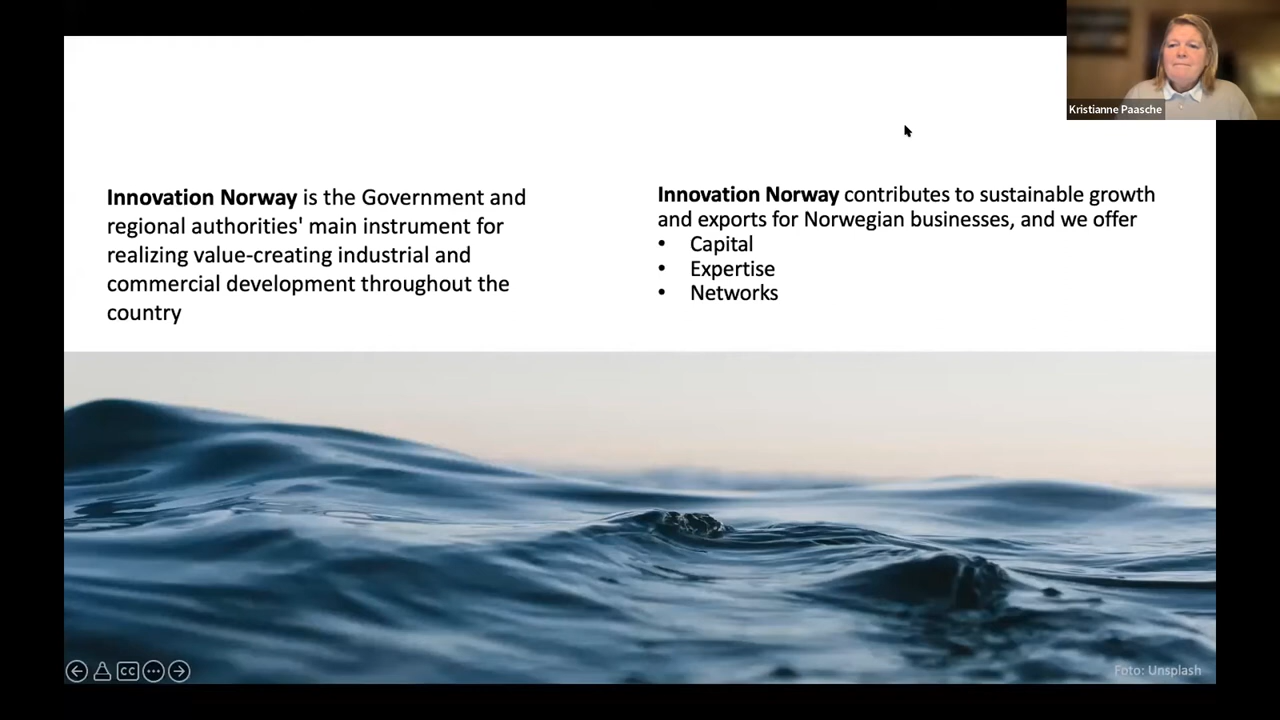 Kristianne Paasche
Innovation Norway is the Government and
regional authorities' main instrument for
realizing value-creating industrial and
commercial development throughout the
country
Innovation Norway contributes to sustainable growth
and exports for Norwegian businesses, and we offer
• Capital
• Expertise
• Networks
CC
Foto: Unsplash